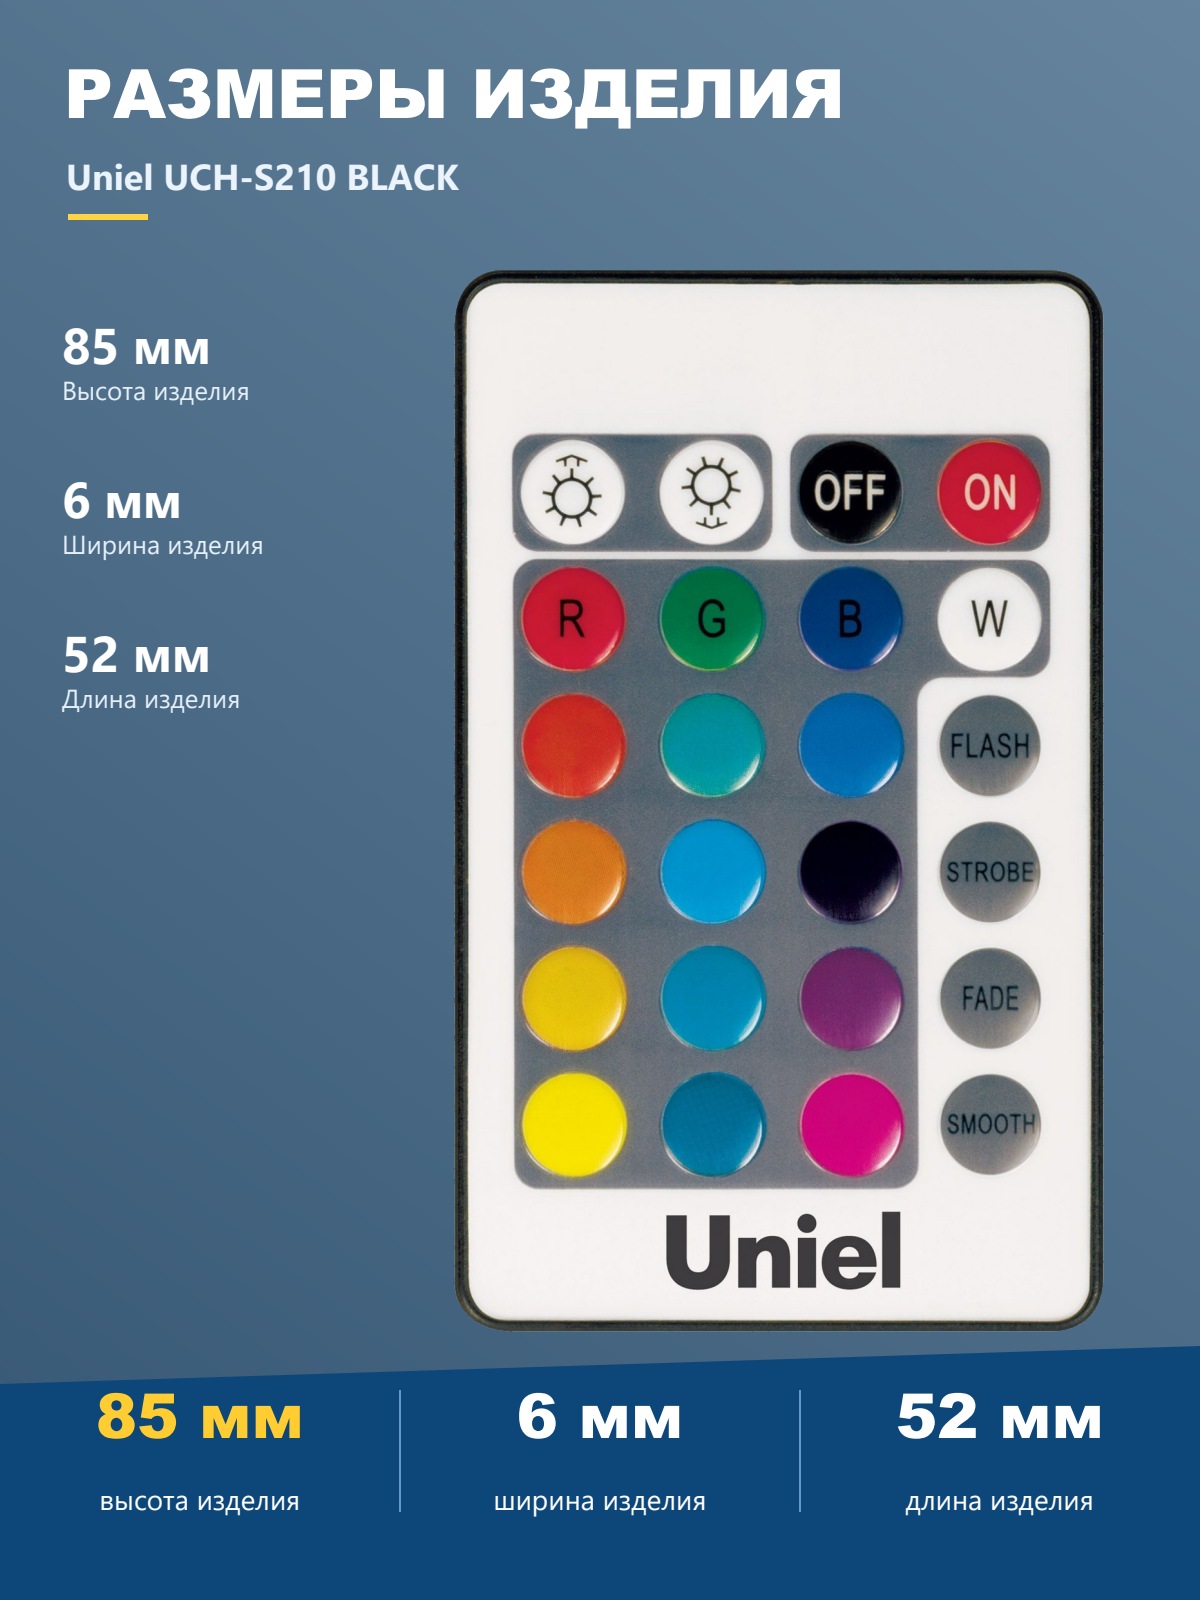 РАЗМЕРЫ ИЗДЕЛИЯ
Uniel UCH-S210 BLACK
85 мм
Высота изделия
6 мм
Ширина изделия
52 мм
Длина изделия
OFF ON
R G B W
FLASH
STROBE
FADE
SMOOTH
Uniel
85 мм 6 мм 52 мм
высота изделия ширина изделия длина изделия